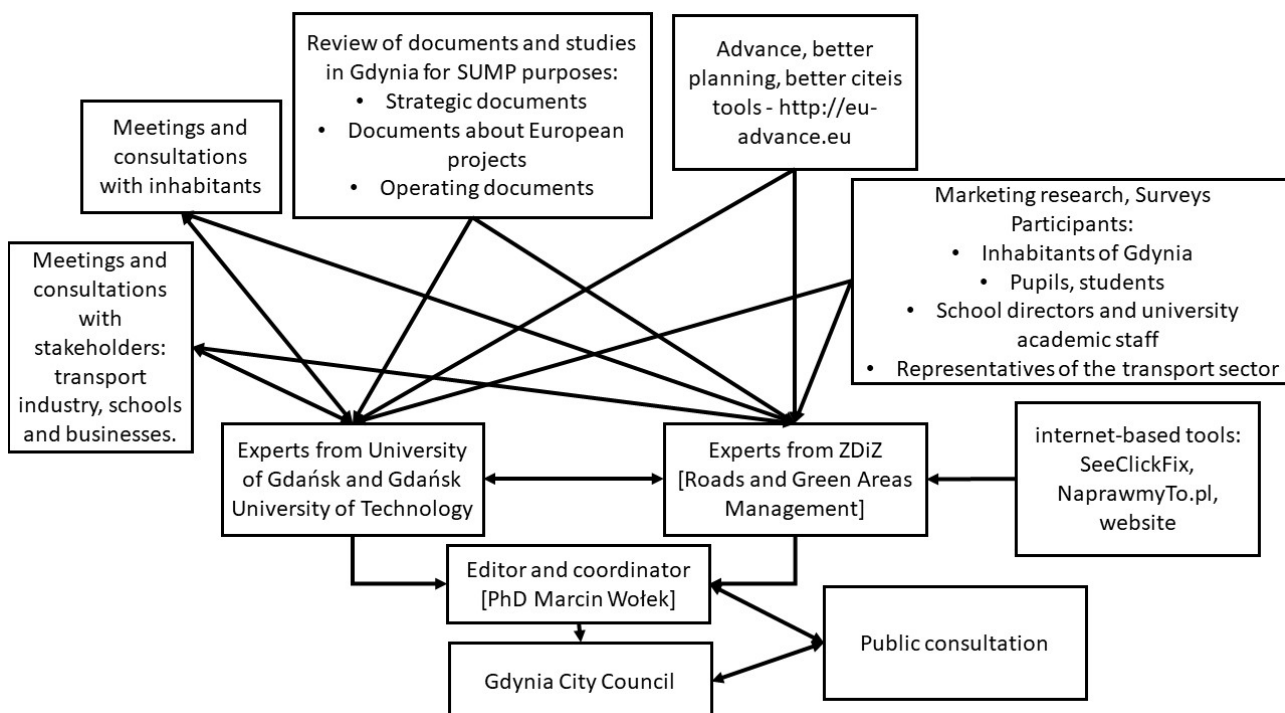 Review of documents and studies
in Gdynia for SUMP purposes:
• Strategic documents
• Documents about European
projects
• Operating documents
Advance, better
planning, better citeis
tools - http://eu-
advance.eu
Meetings and
consultations
with inhabitants
Marketing research, Surveys
Participants:
• Inhabitants of Gdynia
• Pupils, students
• School directors and university
academic staff
• Representatives of the transport sector
Meetings and
consultations
with
stakeholders:
transport
industry, schools
and businesses.
Experts from University
of Gdańsk and Gdańsk
University of Technology
Experts from ZDiZ
[Roads and Green Areas
Management]
internet-based tools:
SeeClickFix,
NaprawmyTo.pl,
website
Editor and coordinator
[PhD Marcin Wołek]
Public consultation
Gdynia City Council